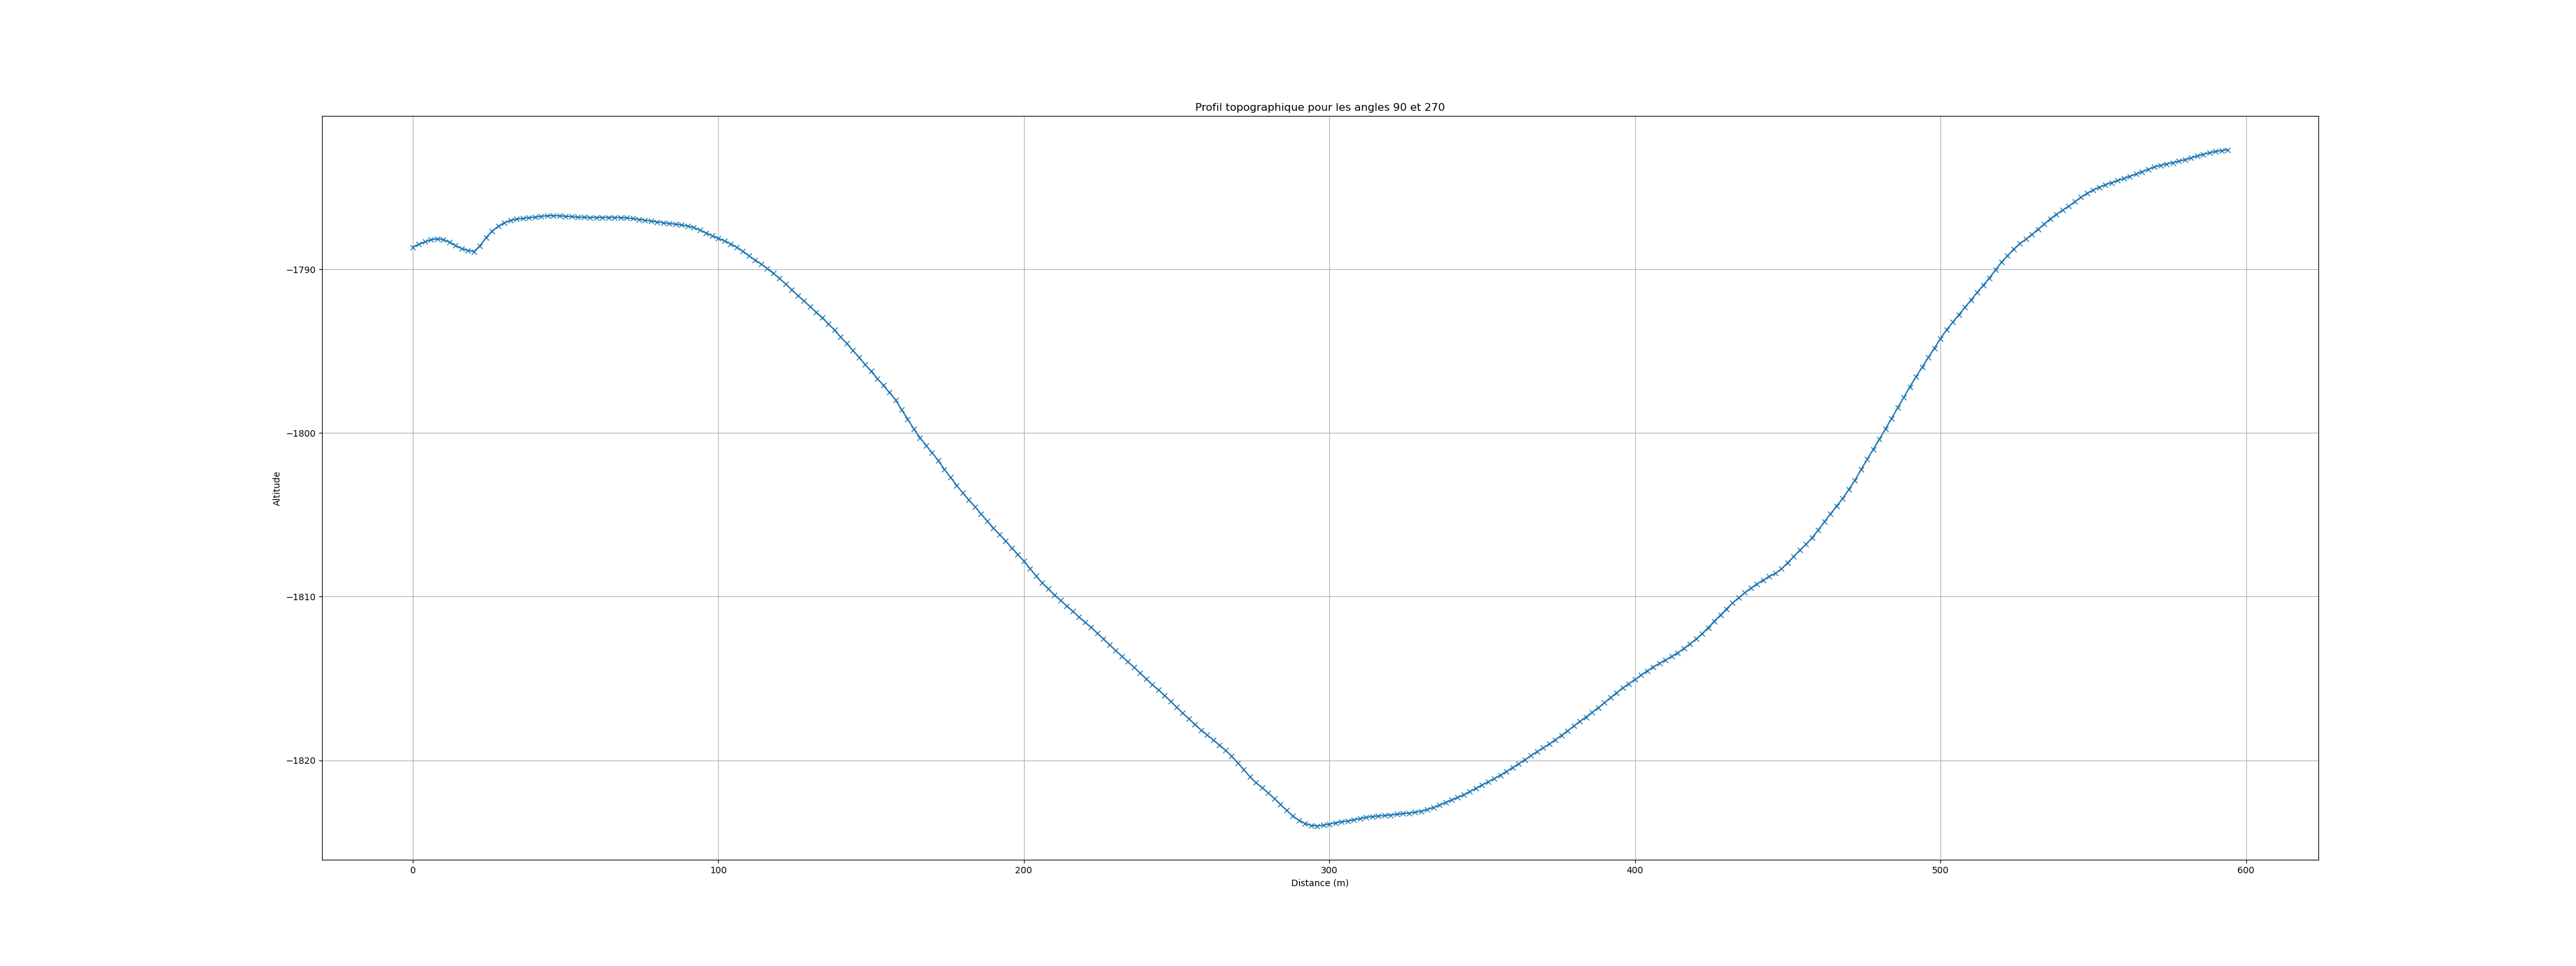 Profil topographique pour les angles 90 et 270
−1790
−1800
−1810
−1820
Altitude
0 100 200 300 400 500 600
Distance (m)